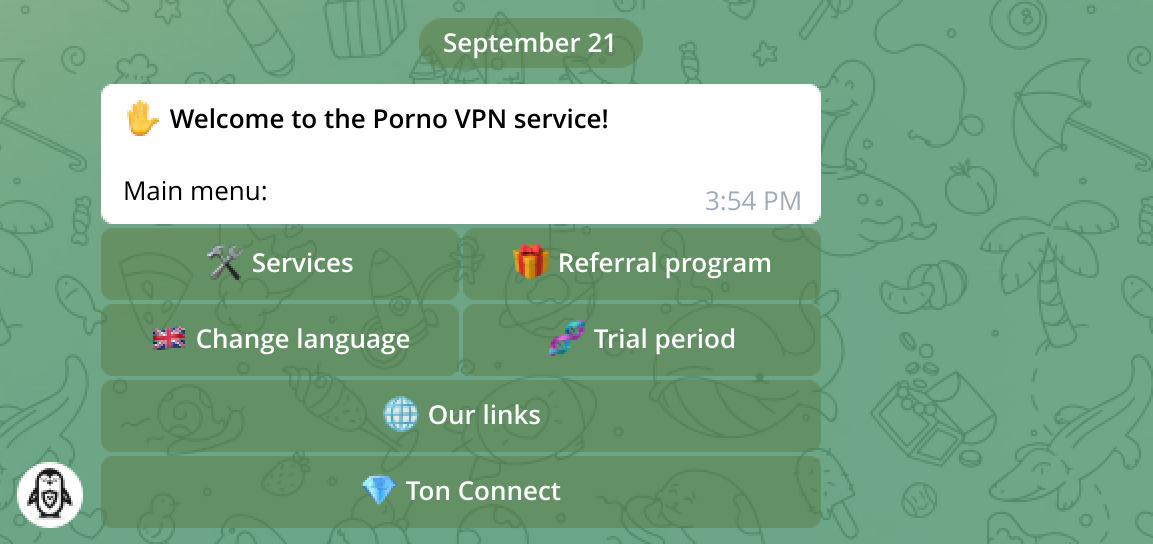 September 21
✋ Welcome to the Porno VPN service!
Main menu:
3:54 PM
🛠 Services
🎁 Referral program
🇬🇧 Change language
🧬 Trial period
🌐 Our links
💎 Ton Connect